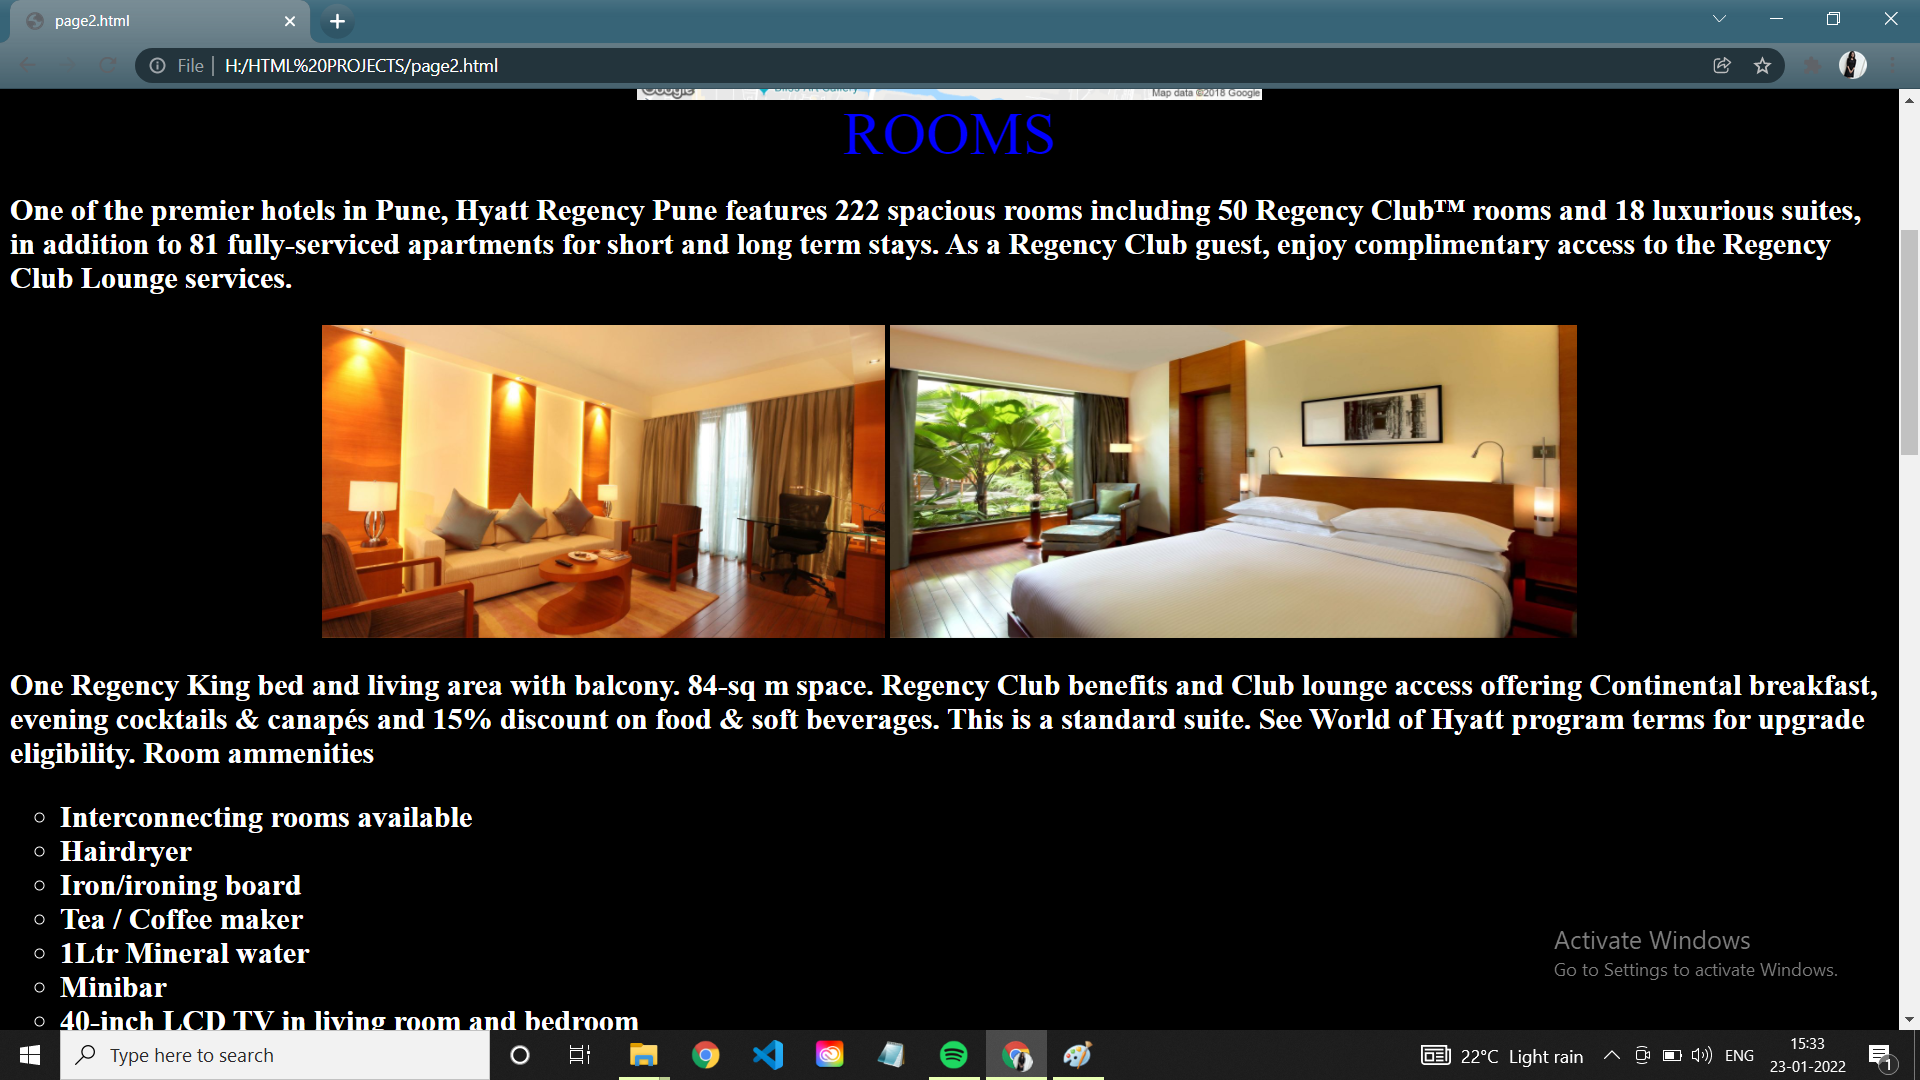 page2.html
File
H:/HTML%20PROJECTS/page2.html
Google
Map data ©2018 Google
ROOMS
One of the premier hotels in Pune, Hyatt Regency Pune features 222 spacious rooms including 50 Regency Club™ rooms and 18 luxurious suites,
in addition to 81 fully-serviced apartments for short and long term stays. As a Regency Club guest, enjoy complimentary access to the Regency
Club Lounge services.
One Regency King bed and living area with balcony. 84-sq m space. Regency Club benefits and Club lounge access offering Continental breakfast,
evening cocktails & canapés and 15% discount on food & soft beverages. This is a standard suite. See World of Hyatt program terms for upgrade
eligibility. Room ammenities
Interconnecting rooms available
Hairdryer
Iron/ironing board
Tea / Coffee maker
1Ltr Mineral water
Minibar
40-inch LCD TV in living room and bedroom
Activate Windows
Go to Settings to activate Windows.
Type here to search
22°C Light rain
ENG
15:33
23-01-2022
1